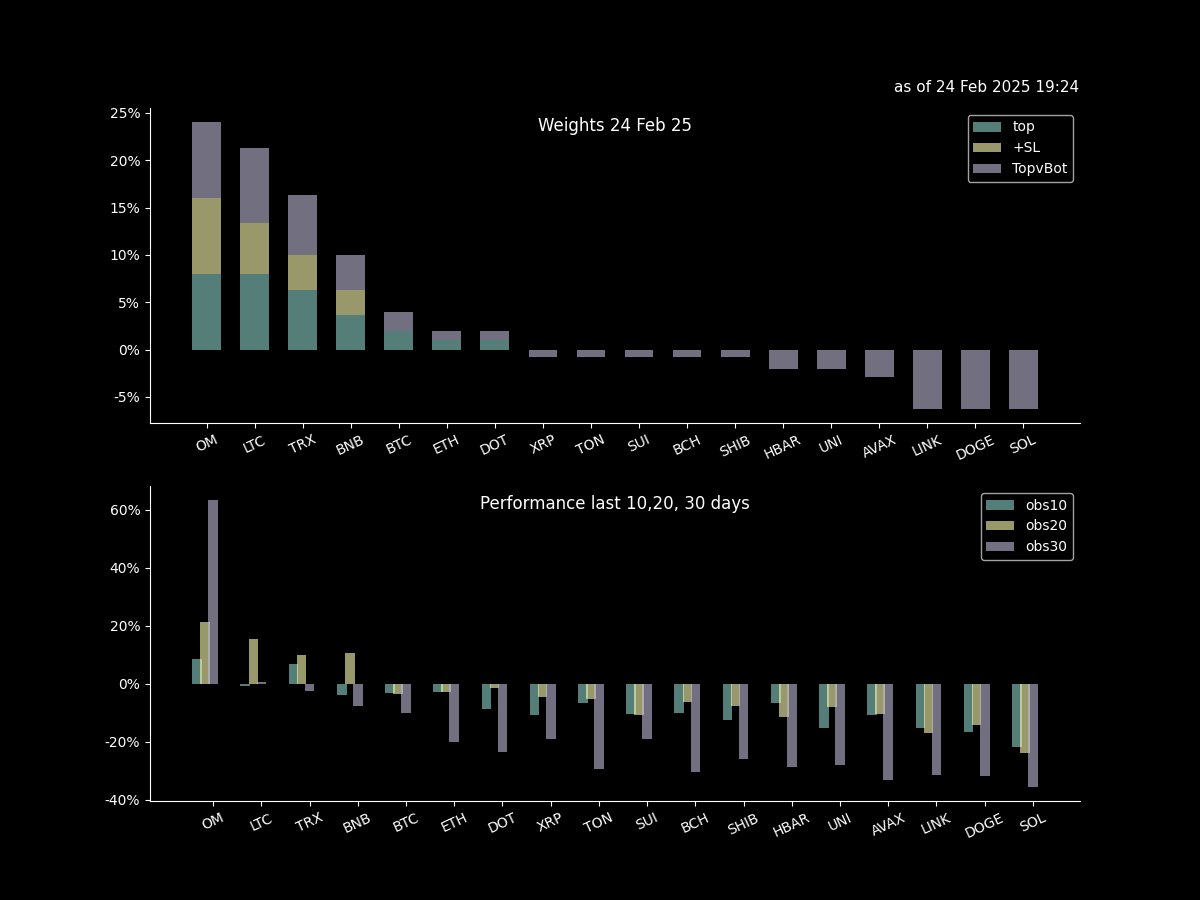 as of 24 Feb 2025 19:24
Weights 24 Feb 25
top
+SL
TopvBot
25%
20%
15%
10%
5%
0%
-5%
OM LTC TRX BNB BTC ETH DOT XRP TON SUI BCH SHIB HBAR UNI AVAX LINK DOGE SOL
Performance last 10,20, 30 days
obs10
obs20
obs30
60%
40%
20%
0%
-20%
-40%
OM LTC TRX BNB BTC ETH DOT XRP TON SUI BCH SHIB HBAR UNI AVAX LINK DOGE SOL